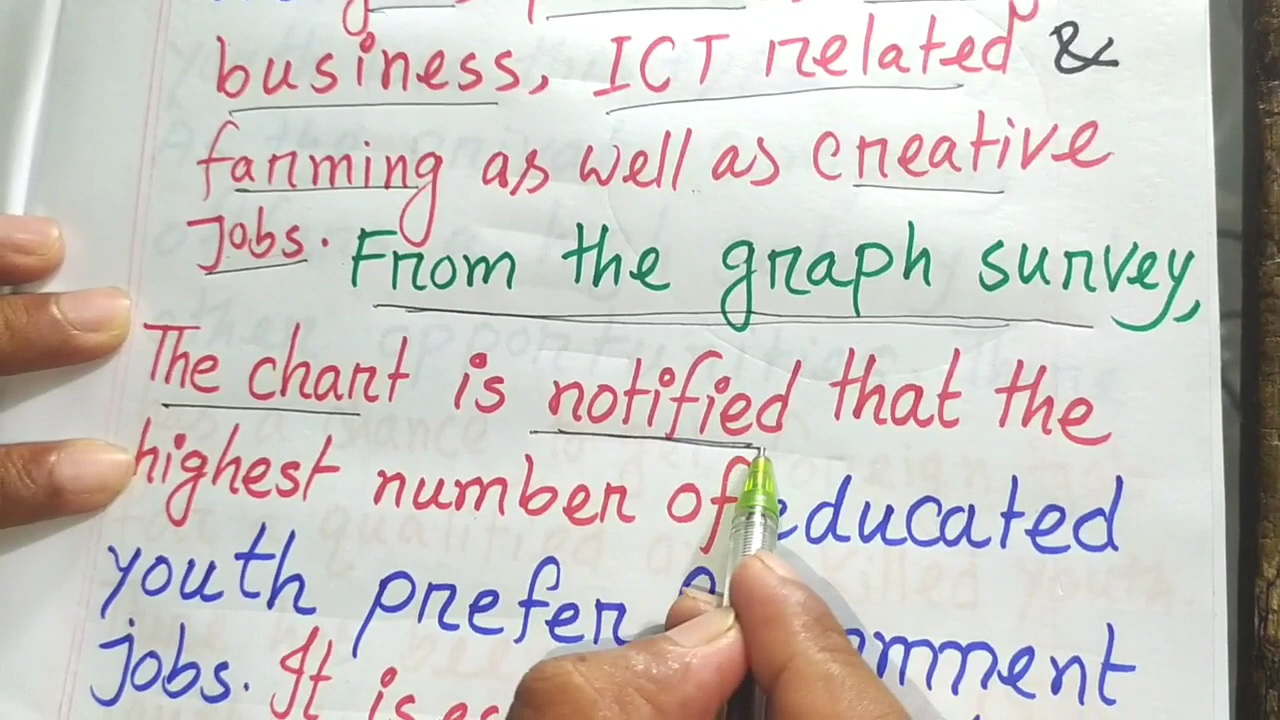 business, ICT related &
farming as well as creative
Jobs. From the graph survey,
The chart is notified that the
highest number of educated
youth prefer
jobs. It is